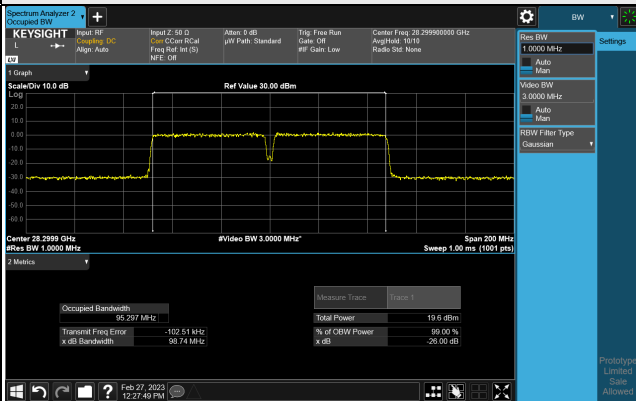 Spectrum Analyzer 2
Occupied BW
KEYSIGHT
L
LXI
Input: RF
Coupling: DC
Align: Auto
Input Z: 50 Ω
Corr CCorr RCal
Freq Ref: Int (S)
NFE: Off
Atten: 0 dB
µW Path: Standard
Trig: Free Run
Gate: Off
#IF Gain: Low
Center Freq: 28.299900000 GHz
Avg|Hold: 10/10
Radio Std: None
1 Graph
Scale/Div 10.0 dB
Ref Value 30.00 dBm
Log
20.0
10.0
0.00
-10.0
-20.0
-30.0
-40.0
-50.0
-60.0
Center 28.2999 GHz
#Video BW 3.0000 MHz*
Span 200 MHz
#Res BW 1.0000 MHz
Sweep 1.00 ms (1001 pts)
2 Metrics
Measure Trace
Trace 1
Occupied Bandwidth
95.297 MHz
Total Power
19.6 dBm
Transmit Freq Error
-102.51 kHz
% of OBW Power
99.00 %
x dB Bandwidth
98.74 MHz
x dB
-26.00 dB
BW
Res BW
1.0000 MHz
Auto
Man
Video BW
3.0000 MHz
Auto
Man
RBW Filter Type
Gaussian
Settings
Prototype
Limited
Sale
Allowed
?
Feb 27, 2023
12:27:49 PM